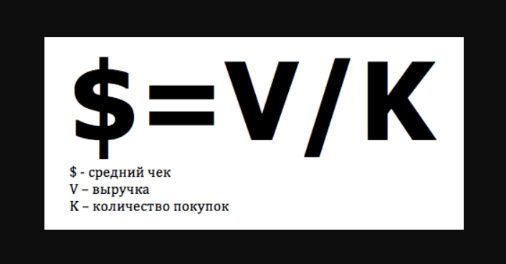 $=V/K
$ - средний чек
V – выручка
K – количество покупок